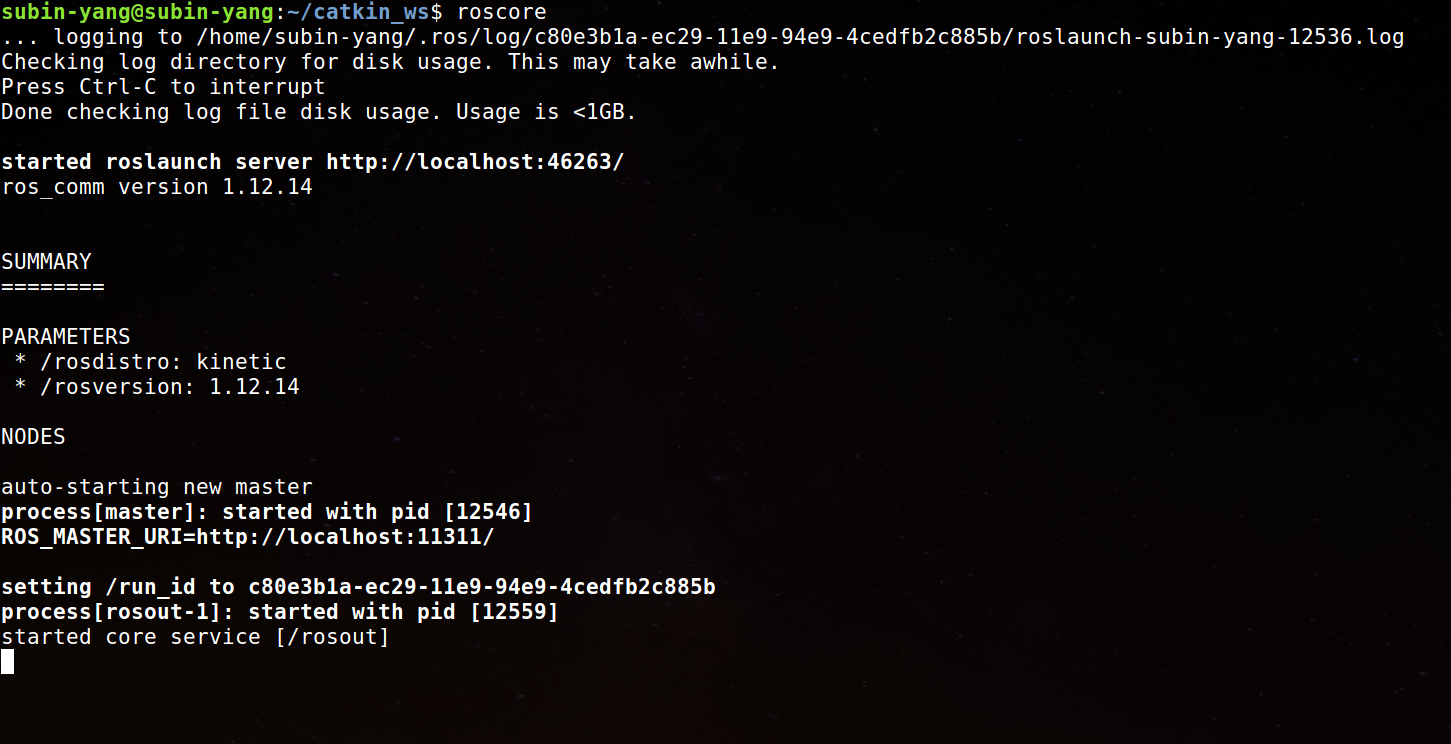 subin-yang@subin-yang:~/catkin_ws$ roscore
... logging to /home/subin-yang/.ros/log/c80e3b1a-ec29-11e9-94e9-4cedfb2c885b/roslaunch-subin-yang-12536.log
Checking log directory for disk usage. This may take awhile.
Press Ctrl-C to interrupt
Done checking log file disk usage. Usage is <1GB.
started roslaunch server http://localhost:46263/
ros_comm version 1.12.14
SUMMARY
========
PARAMETERS
 * /rosdistro: kinetic
 * /rosversion: 1.12.14
NODES
auto-starting new master
process[master]: started with pid [12546]
ROS_MASTER_URI=http://localhost:11311/
setting /run_id to c80e3b1a-ec29-11e9-94e9-4cedfb2c885b
process[rosout-1]: started with pid [12559]
started core service [/rosout]